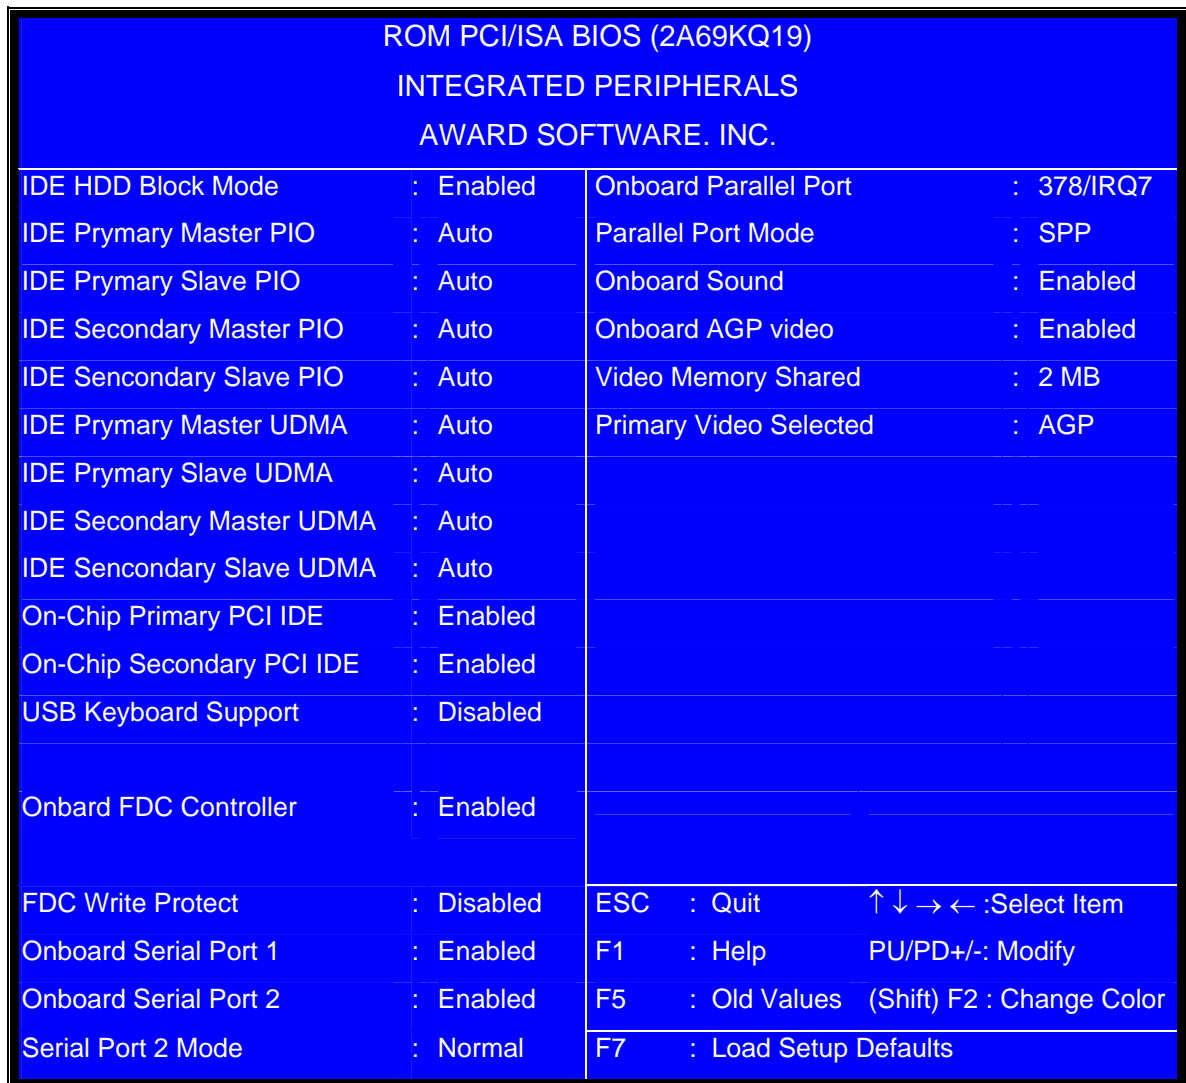 ROM PCI/ISA BIOS (2A69KQ19)
INTEGRATED PERIPHERALS
AWARD SOFTWARE. INC.
IDE HDD Block Mode : Enabled
IDE Prymary Master PIO : Auto
IDE Prymary Slave PIO : Auto
IDE Secondary Master PIO : Auto
IDE Sencondary Slave PIO : Auto
IDE Prymary Master UDMA : Auto
IDE Prymary Slave UDMA : Auto
IDE Secondary Master UDMA : Auto
IDE Sencondary Slave UDMA : Auto
On-Chip Primary PCI IDE : Enabled
On-Chip Secondary PCI IDE : Enabled
USB Keyboard Support : Disabled
Onbard FDC Controller : Enabled
FDC Write Protect : Disabled
Onboard Serial Port 1 : Enabled
Onboard Serial Port 2 : Enabled
Serial Port 2 Mode : Normal
Onboard Parallel Port : 378/IRQ7
Parallel Port Mode : SPP
Onboard Sound : Enabled
Onboard AGP video : Enabled
Video Memory Shared : 2 MB
Primary Video Selected : AGP
ESC : Quit ↑ ↓ → ← :Select Item
F1 : Help PU/PD+/-: Modify
F5 : Old Values (Shift) F2 : Change Color
F7 : Load Setup Defaults